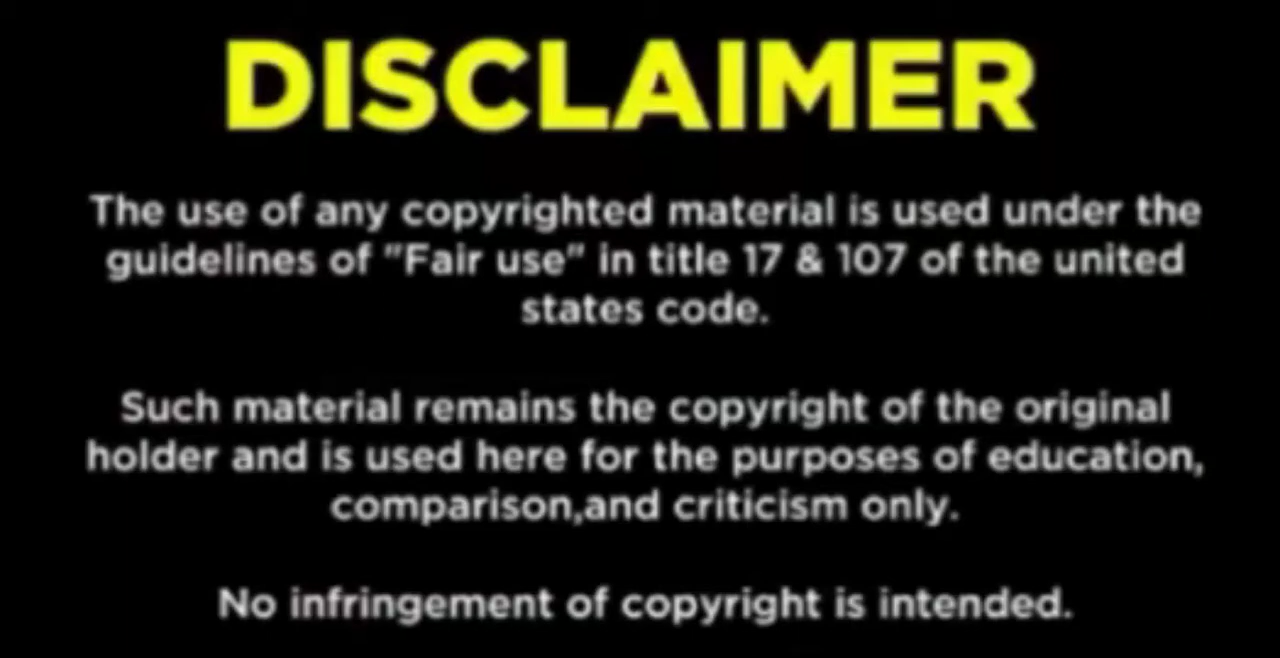 DISCLAIMER
The use of any copyrighted material is used under the
guidelines of "Fair use" in title 17 & 107 of the united
states code.
Such material remains the copyright of the original
holder and is used here for the purposes of education,
comparison,and criticism only.
No infringement of copyright is intended.